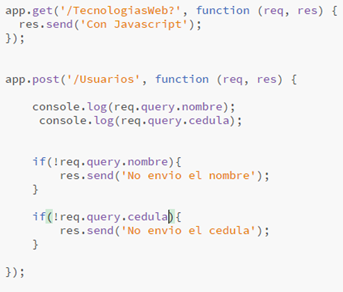 app.get('/TecnologiasWeb?', function (req, res) {
  res.send('Con Javascript');
});
app.post('/Usuarios', function (req, res) {
    console.log(req.query.nombre);
     console.log(req.query.cedula);
    if(!req.query.nombre){
        res.send('No envio el nombre');
    }
    if(!req.query.cedula){
        res.send('No envio el cedula');
    }
});